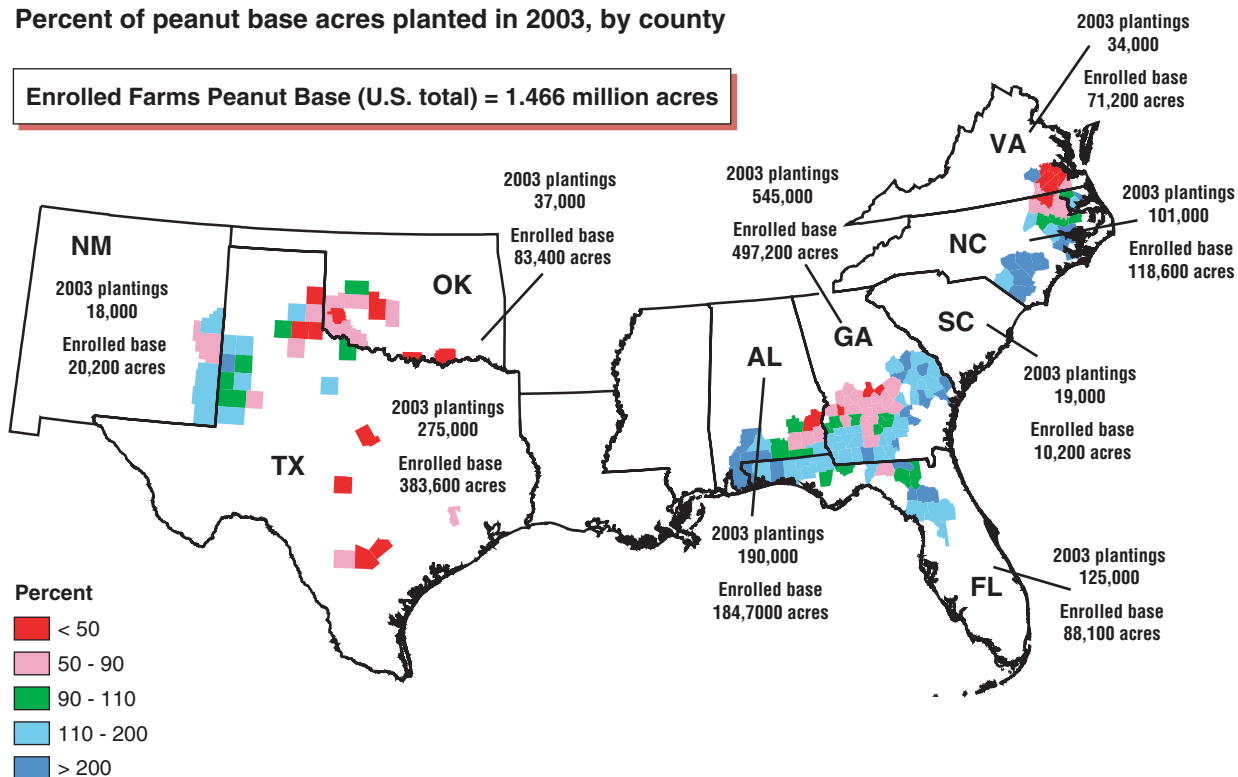 Percent of peanut base acres planted in 2003, by county
Enrolled Farms Peanut Base (U.S. total) = 1.466 million acres
2003 plantings
34,000
Enrolled base
71,200 acres
VA
2003 plantings
101,000
Enrolled base
118,600 acres
NC
2003 plantings
545,000
Enrolled base
497,200 acres
GA
2003 plantings
37,000
Enrolled base
83,400 acres
OK
NM
2003 plantings
18,000
Enrolled base
20,200 acres
SC
2003 plantings
19,000
Enrolled base
10,200 acres
AL
2003 plantings
190,000
Enrolled base
184,7000 acres
TX
2003 plantings
275,000
Enrolled base
383,600 acres
FL
2003 plantings
125,000
Enrolled base
88,100 acres
Percent
< 50
50 - 90
90 - 110
110 - 200
> 200